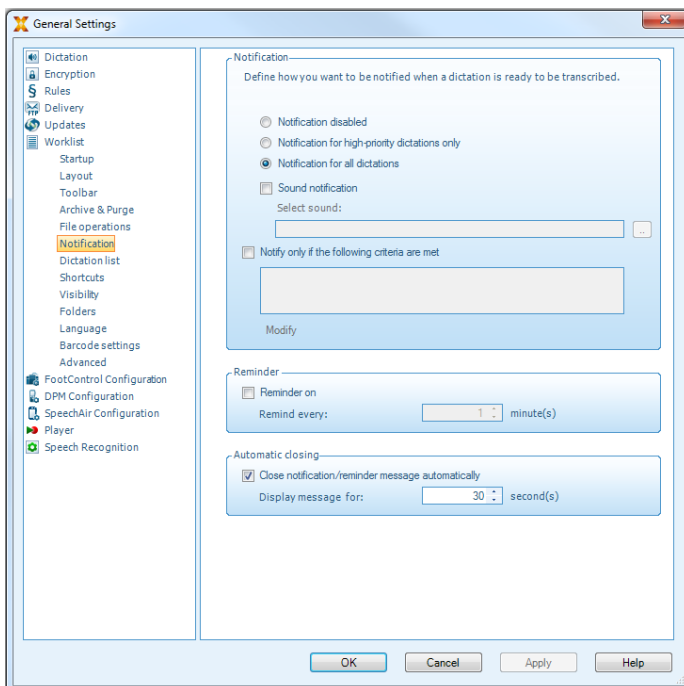 General Settings
Dictation
Encryption
Rules
Delivery
Updates
Worklist
Startup
Layout
Toolbar
Archive & Purge
File operations
Notification
Dictation list
Shortcuts
Visibility
Folders
Language
Barcode settings
Advanced
FootControl Configuration
DPM Configuration
SpeechAir Configuration
Player
Speech Recognition
Notification
Define how you want to be notified when a dictation is ready to be transcribed.
Notification disabled
Notification for high-priority dictations only
Notification for all dictations
Sound notification
Select sound:
..
Notify only if the following criteria are met
Modify
Reminder
Reminder on
Remind every: 1 minute(s)
Automatic closing
Close notification/reminder message automatically
Display message for: 30 second(s)
OK Cancel Apply Help